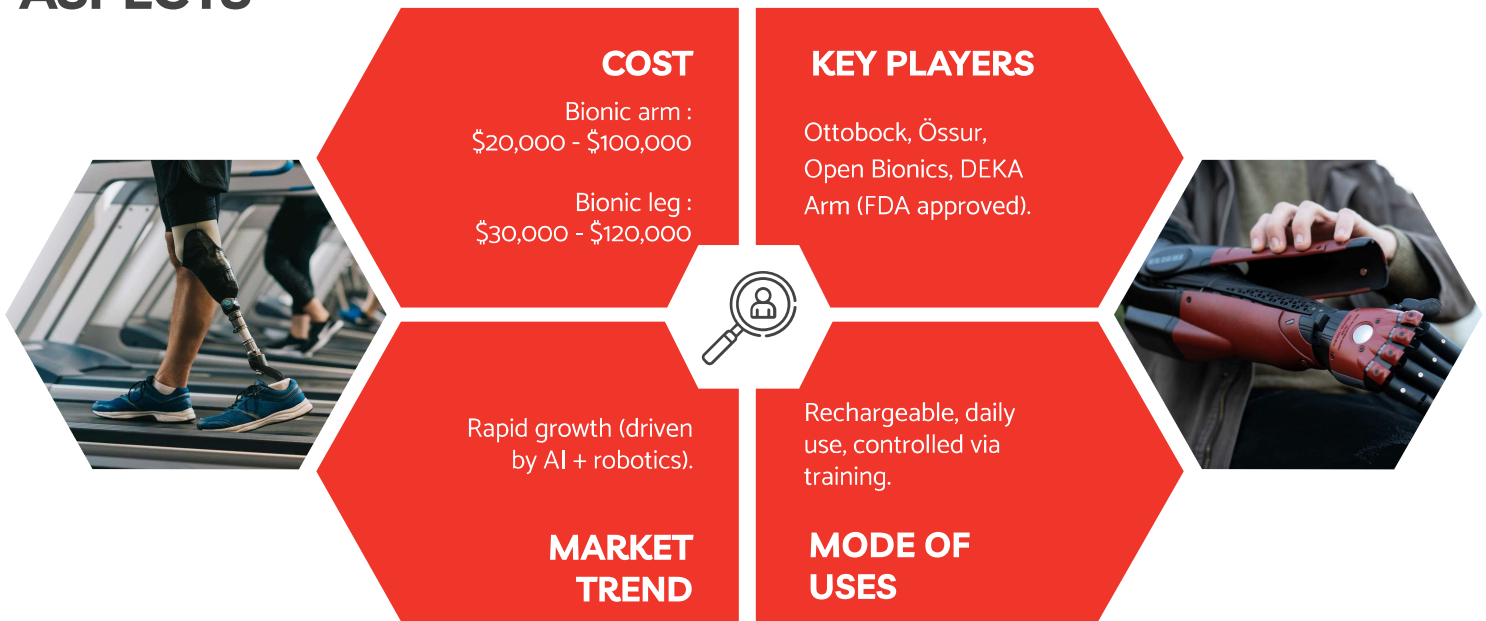 ASPECTS
COST
Bionic arm :
$20,000 - $100,000
Bionic leg :
$30,000 - $120,000
KEY PLAYERS
Ottobock, Össur,
Open Bionics, DEKA
Arm (FDA approved).
Rapid growth (driven
by AI + robotics).
MARKET
TREND
Rechargeable, daily
use, controlled via
training.
MODE OF
USES